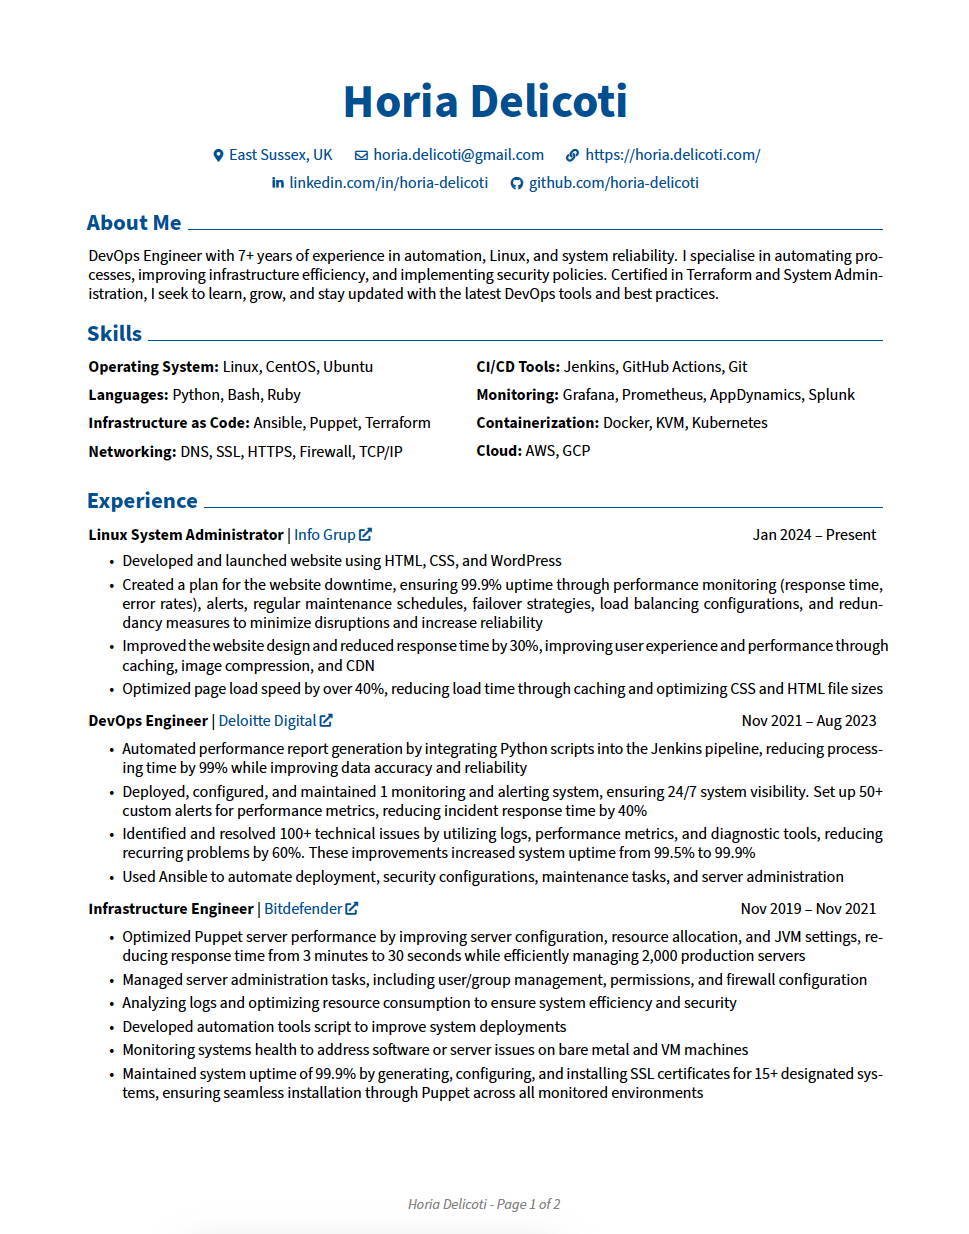 Horia Delicoti
East Sussex, UK horia.delicoti@gmail.com https://horia.delicoti.com/
linkedin.com/in/horia-delicoti github.com/horia-delicoti
About Me
DevOps Engineer with 7+ years of experience in automation, Linux, and system reliability. I specialise in automating pro-
cesses, improving infrastructure efficiency, and implementing security policies. Certified in Terraform and System Admin-
istration, I seek to learn, grow, and stay updated with the latest DevOps tools and best practices.
Skills
Operating System: Linux, CentOS, Ubuntu
Languages: Python, Bash, Ruby
Infrastructure as Code: Ansible, Puppet, Terraform
Networking: DNS, SSL, HTTPS, Firewall, TCP/IP
CI/CD Tools: Jenkins, GitHub Actions, Git
Monitoring: Grafana, Prometheus, AppDynamics, Splunk
Containerization: Docker, KVM, Kubernetes
Cloud: AWS, GCP
Experience
Linux System Administrator | Info Grup Jan 2024 – Present
• Developed and launched website using HTML, CSS, and WordPress
• Created a plan for the website downtime, ensuring 99.9% uptime through performance monitoring (response time,
error rates), alerts, regular maintenance schedules, failover strategies, load balancing configurations, and redun-
dancy measures to minimize disruptions and increase reliability
• Improved the website design and reduced response time by 30%, improving user experience and performance through
caching, image compression, and CDN
• Optimized page load speed by over 40%, reducing load time through caching and optimizing CSS and HTML file sizes
DevOps Engineer | Deloitte Digital Nov 2021 – Aug 2023
• Automated performance report generation by integrating Python scripts into the Jenkins pipeline, reducing process-
ing time by 99% while improving data accuracy and reliability
• Deployed, configured, and maintained 1 monitoring and alerting system, ensuring 24/7 system visibility. Set up 50+
custom alerts for performance metrics, reducing incident response time by 40%
• Identified and resolved 100+ technical issues by utilizing logs, performance metrics, and diagnostic tools, reducing
recurring problems by 60%. These improvements increased system uptime from 99.5% to 99.9%
• Used Ansible to automate deployment, security configurations, maintenance tasks, and server administration
Infrastructure Engineer | Bitdefender Nov 2019 – Nov 2021
• Optimized Puppet server performance by improving server configuration, resource allocation, and JVM settings, re-
ducing response time from 3 minutes to 30 seconds while efficiently managing 2,000 production servers
• Managed server administration tasks, including user/group management, permissions, and firewall configuration
• Analyzing logs and optimizing resource consumption to ensure system efficiency and security
• Developed automation tools script to improve system deployments
• Monitoring systems health to address software or server issues on bare metal and VM machines
• Maintained system uptime of 99.9% by generating, configuring, and installing SSL certificates for 15+ designated sys-
tems, ensuring seamless installation through Puppet across all monitored environments
Horia Delicoti - Page 1 of 2